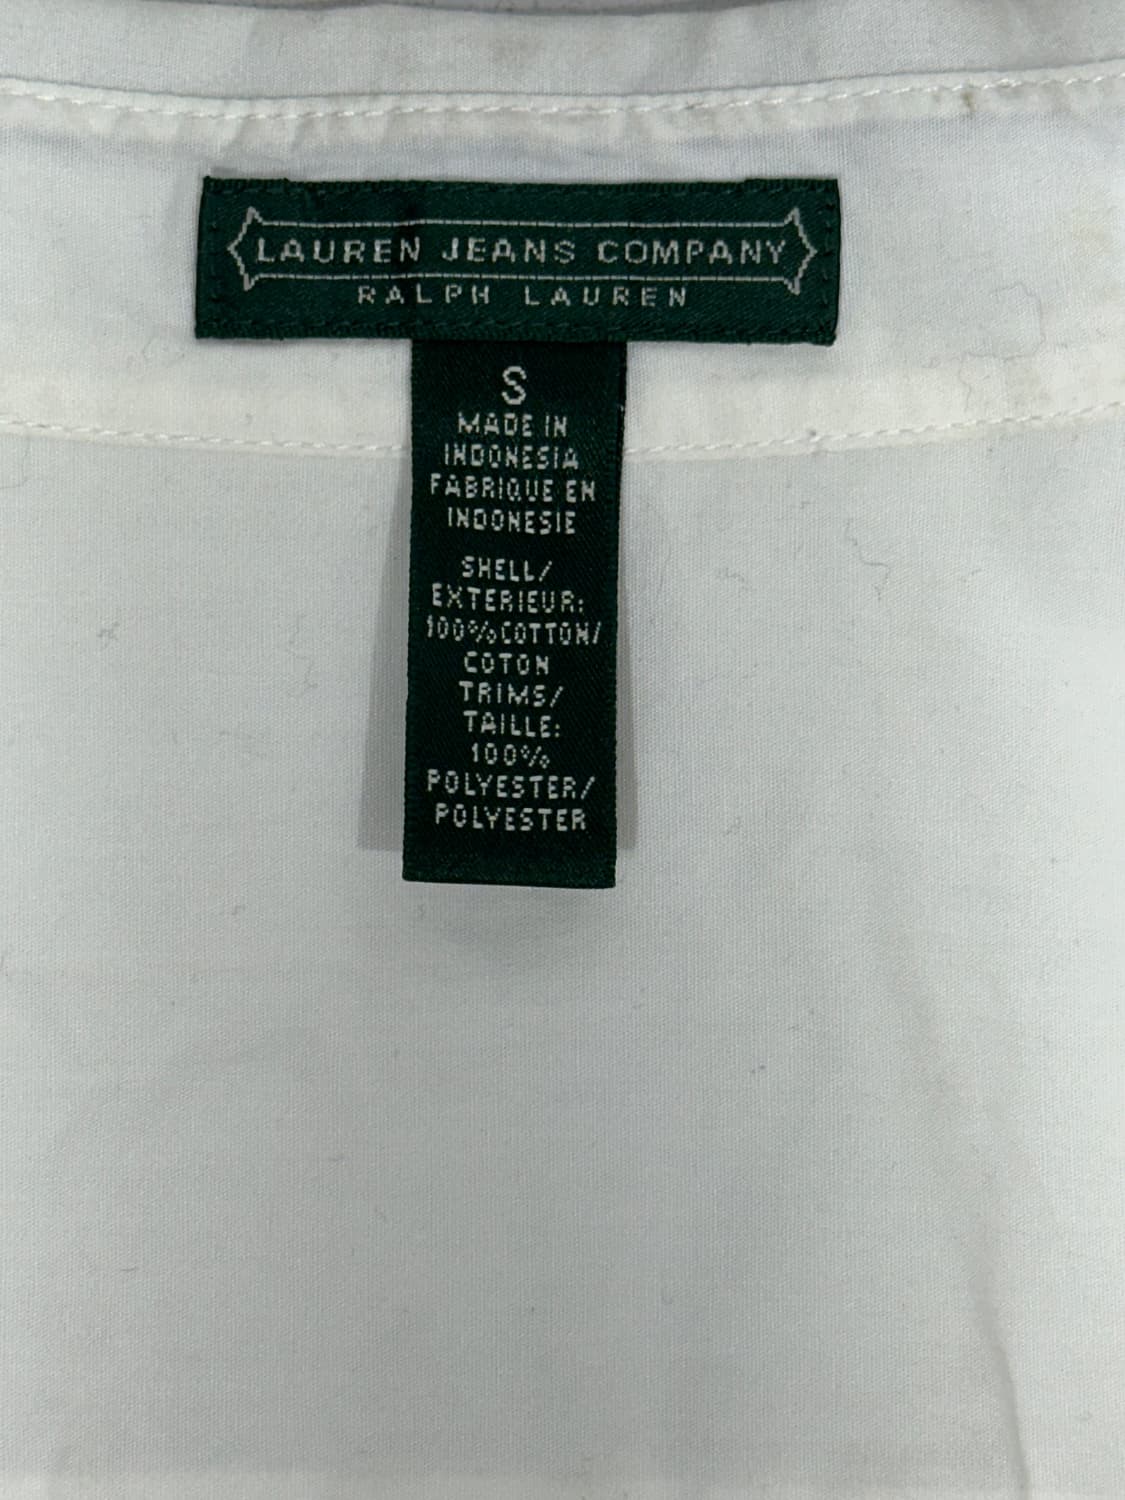 LAUREN JEANS COMPANY
RALPH LAUREN
S
MADE IN
INDONESIA
FABRIQUE EN
INDONESIE
SHELL/
EXTERIEUR:
100%COTTON/
COTON
TRIMS/
TAILLE:
100%
POLYESTER/
POLYESTER